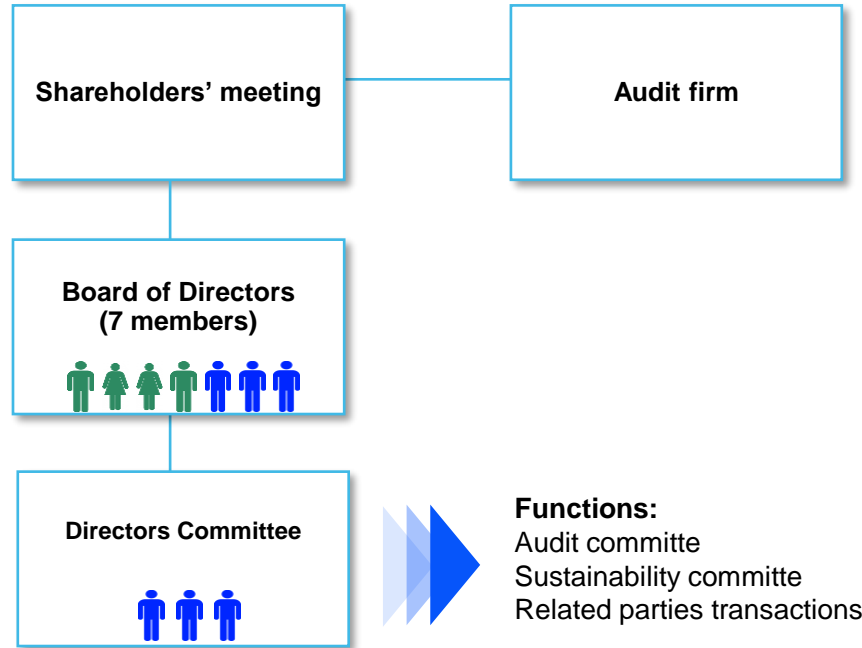 Shareholders’ meeting
Audit firm
Board of Directors
(7 members)
Directors Committee
Functions:
Audit committe
Sustainability committe
Related parties transactions